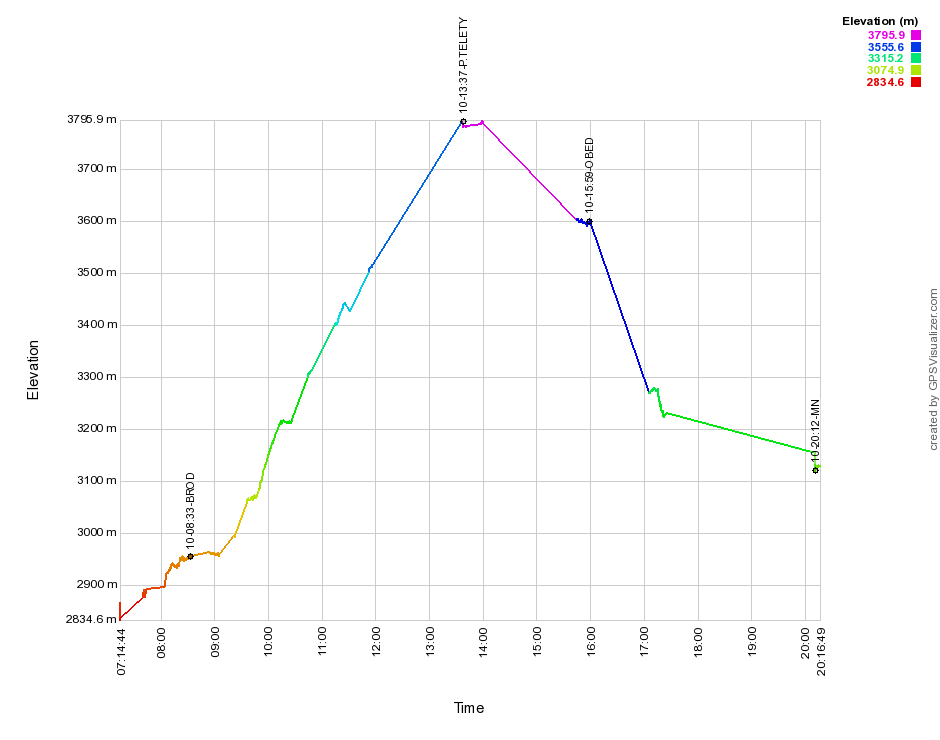 Elevation (m)
3795.9
3555.6
3315.2
3074.9
2834.6
10-13:37-P.TELETY
10-15:59-OBED
10-08:33-BROD
10-20:12-MN
3795.9 m
3700 m
3600 m
3500 m
3400 m
3300 m
3200 m
3100 m
3000 m
2900 m
2834.6 m
Elevation
07:14:44
08:00
09:00
10:00
11:00
12:00
13:00
14:00
15:00
16:00
17:00
18:00
19:00
20:00
20:16:49
Time
created by GPSVisualizer.com